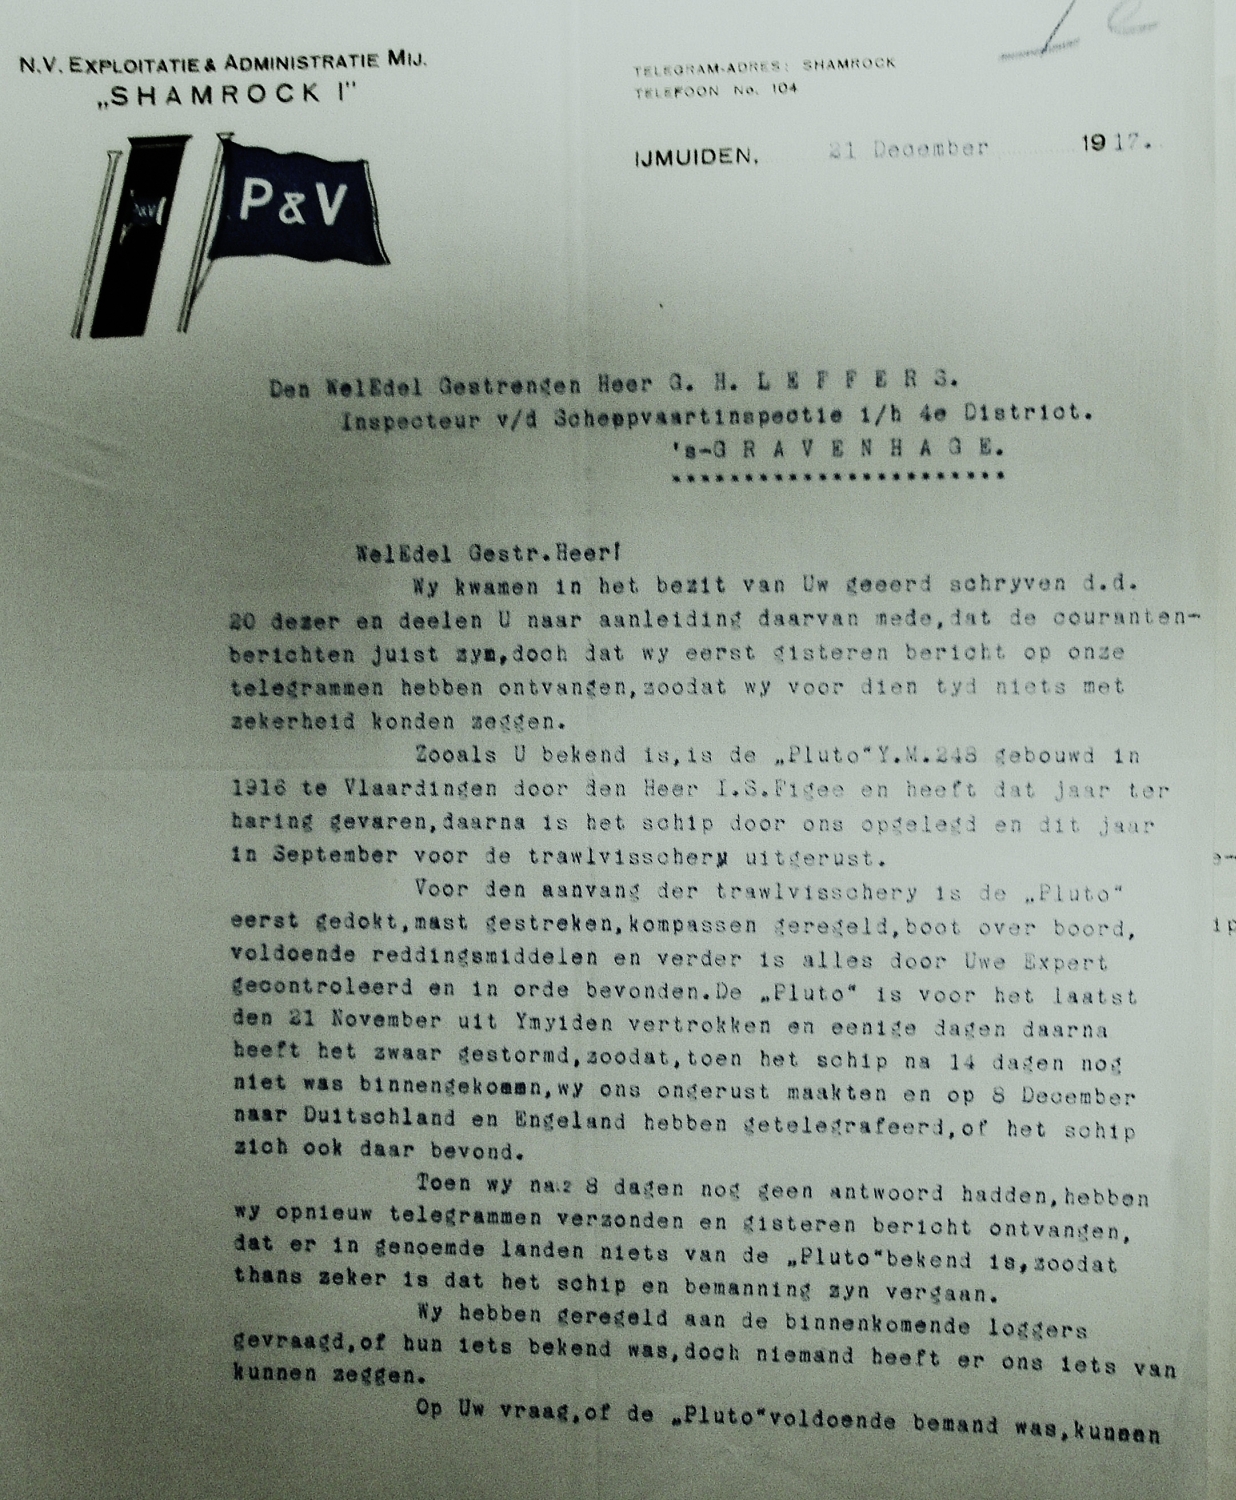 N.V. EXPLOITATIE & ADMINISTRATIE MIJ.
„SHAMROCK I"
TELEGRAM-ADRES: SHAMROCK
TELEFOON No. 104
IJMUIDEN, 21 December 1917.
P&V
P&V
Den WelEdel Gestrengen Heer G. H. L E F F E R S.
Inspecteur v/d Scheppvaartinspectie i/h 4e District.
's-G R A V E N H A G E.
WelEdel Gestr.Heer!
Wy kwamen in het bezit van Uw geeerd schryven d.d.
20 dezer en deelen U naar aanleiding daarvan mede,dat de couranten-
berichten juist zyn,doch dat wy eerst gisteren bericht op onze
telegrammen hebben ontvangen,zoodat wy voor dien tyd niets met
zekerheid konden zeggen.
Zooals U bekend is,is de „Pluto"Y.M.248 gebouwd in
1916 te Vlaardingen door den Heer I.S.Figee en heeft dat jaar ter
haring gevaren,daarna is het schip door ons opgelegd en dit jaar
in September voor de trawlvisschery uitgerust.
Voor den aanvang der trawlvisschery is de „Pluto"
eerst gedokt,mast gestreken,kompassen geregeld,boot over boord,
voldoende reddingsmiddelen en verder is alles door Uwe Expert
gecontroleerd en in orde bevonden.De „Pluto" is voor het laatst
den 21 November uit Ymyiden vertrokken en eenige dagen daarna
heeft het zwaar gestormd,zoodat,toen het schip na 14 dagen nog
niet was binnengekomen,wy ons ongerust maakten en op 8 December
naar Duitschland en Engeland hebben getelegrafeerd,of het schip
zich ook daar bevond.
Toen wy na 8 dagen nog geen antwoord hadden,hebben
wy opnieuw telegrammen verzonden en gisteren bericht ontvangen,
dat er in genoemde landen niets van de „Pluto"bekend is,zoodat
thans zeker is dat het schip en bemanning zyn vergaan.
Wy hebben geregeld aan de binnenkomende loggers
gevraagd,of hun iets bekend was,doch niemand heeft er ons iets van
kunnen zeggen.
Op Uw vraag,of de „Pluto"voldoende bemand was,kunnen